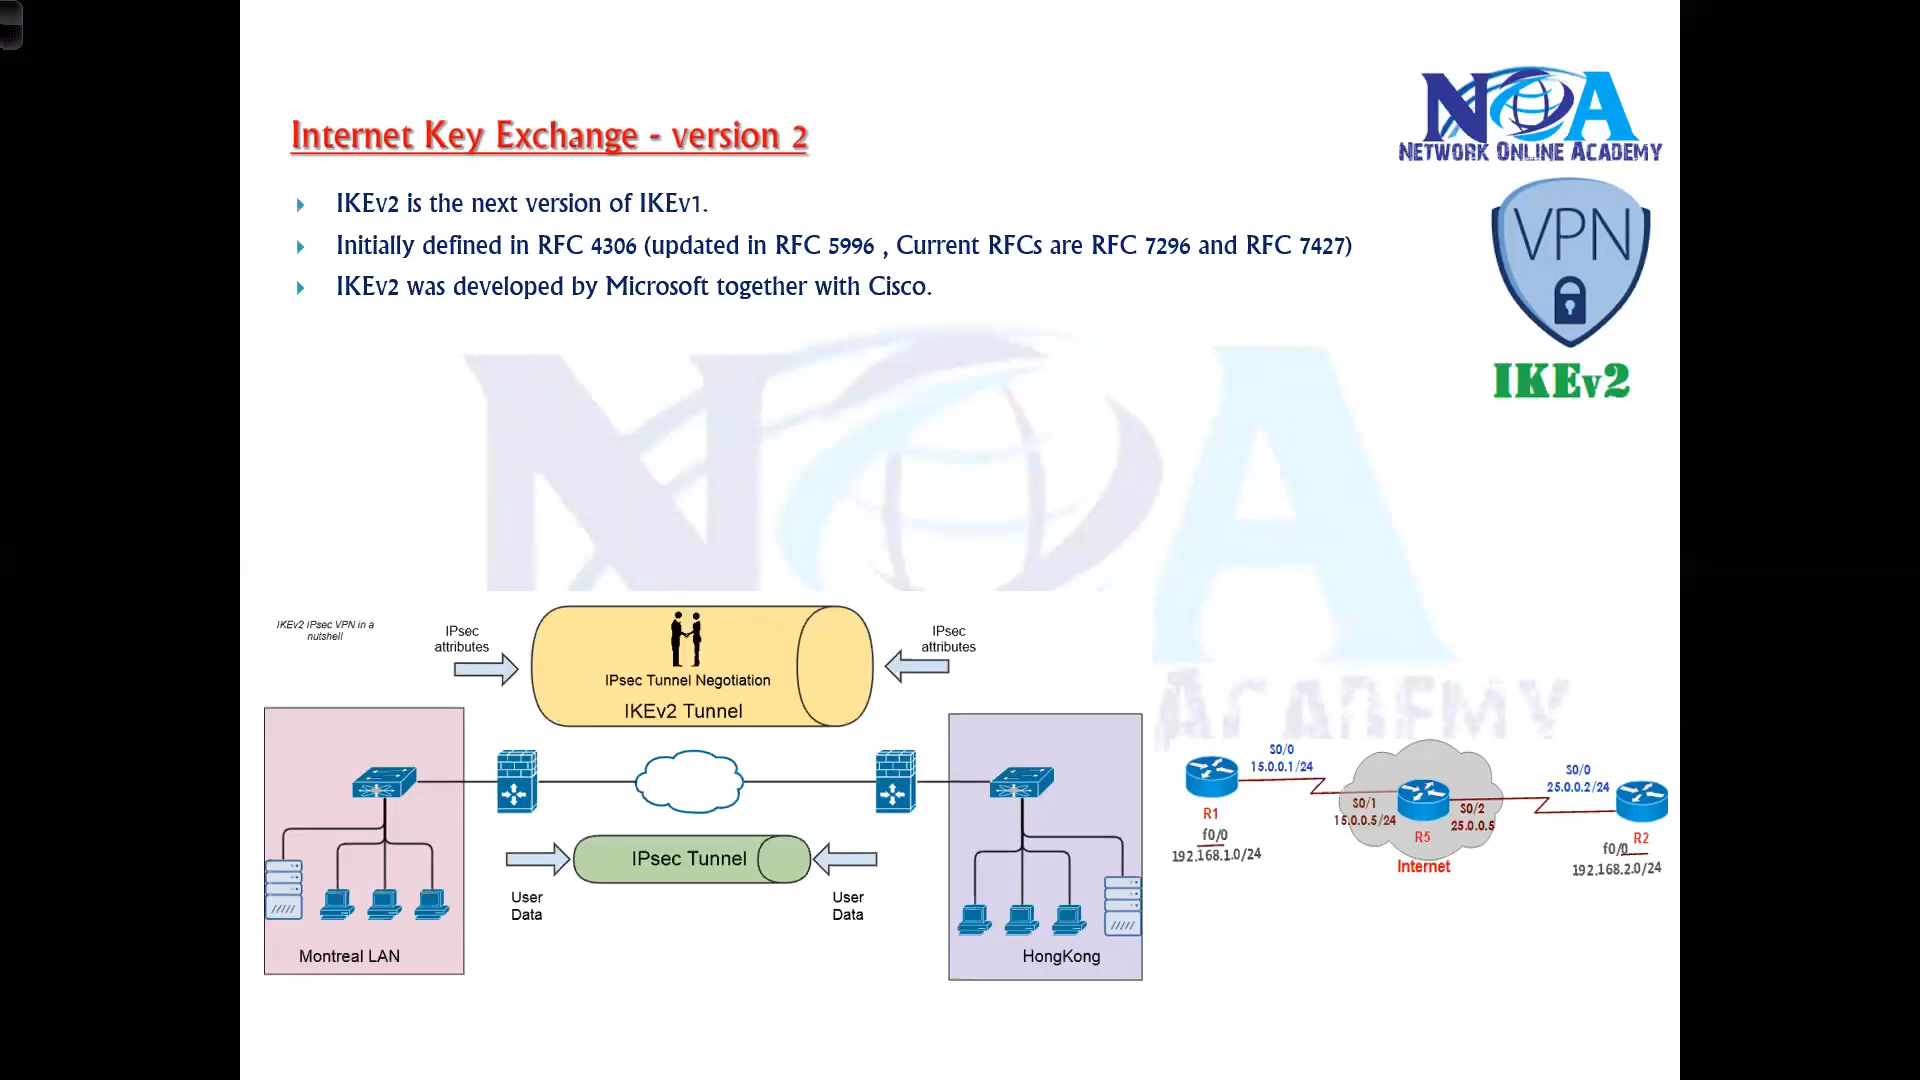 NOA
NETWORK ONLINE ACADEMY
Internet Key Exchange - version 2
IKEv2 is the next version of IKEv1.
Initially defined in RFC 4306 (updated in RFC 5996 , Current RFCs are RFC 7296 and RFC 7427)
IKEv2 was developed by Microsoft together with Cisco.
VPN
IKEv2
NOA
ACADEMY
IKEv2 IPsec VPN in a
nutshell
IPsec
attributes
IPsec
attributes
IPsec Tunnel Negotiation
IKEv2 Tunnel
IPsec Tunnel
User
Data
User
Data
Montreal LAN
HongKong
S0/0
15.0.0.1/24
R1
f0/0
192.168.1.0/24
S0/1
15.0.0.5/24
R5
Internet
S0/2
25.0.0.5
S0/0
25.0.0.2/24
R2
f0/0
192.168.2.0/24